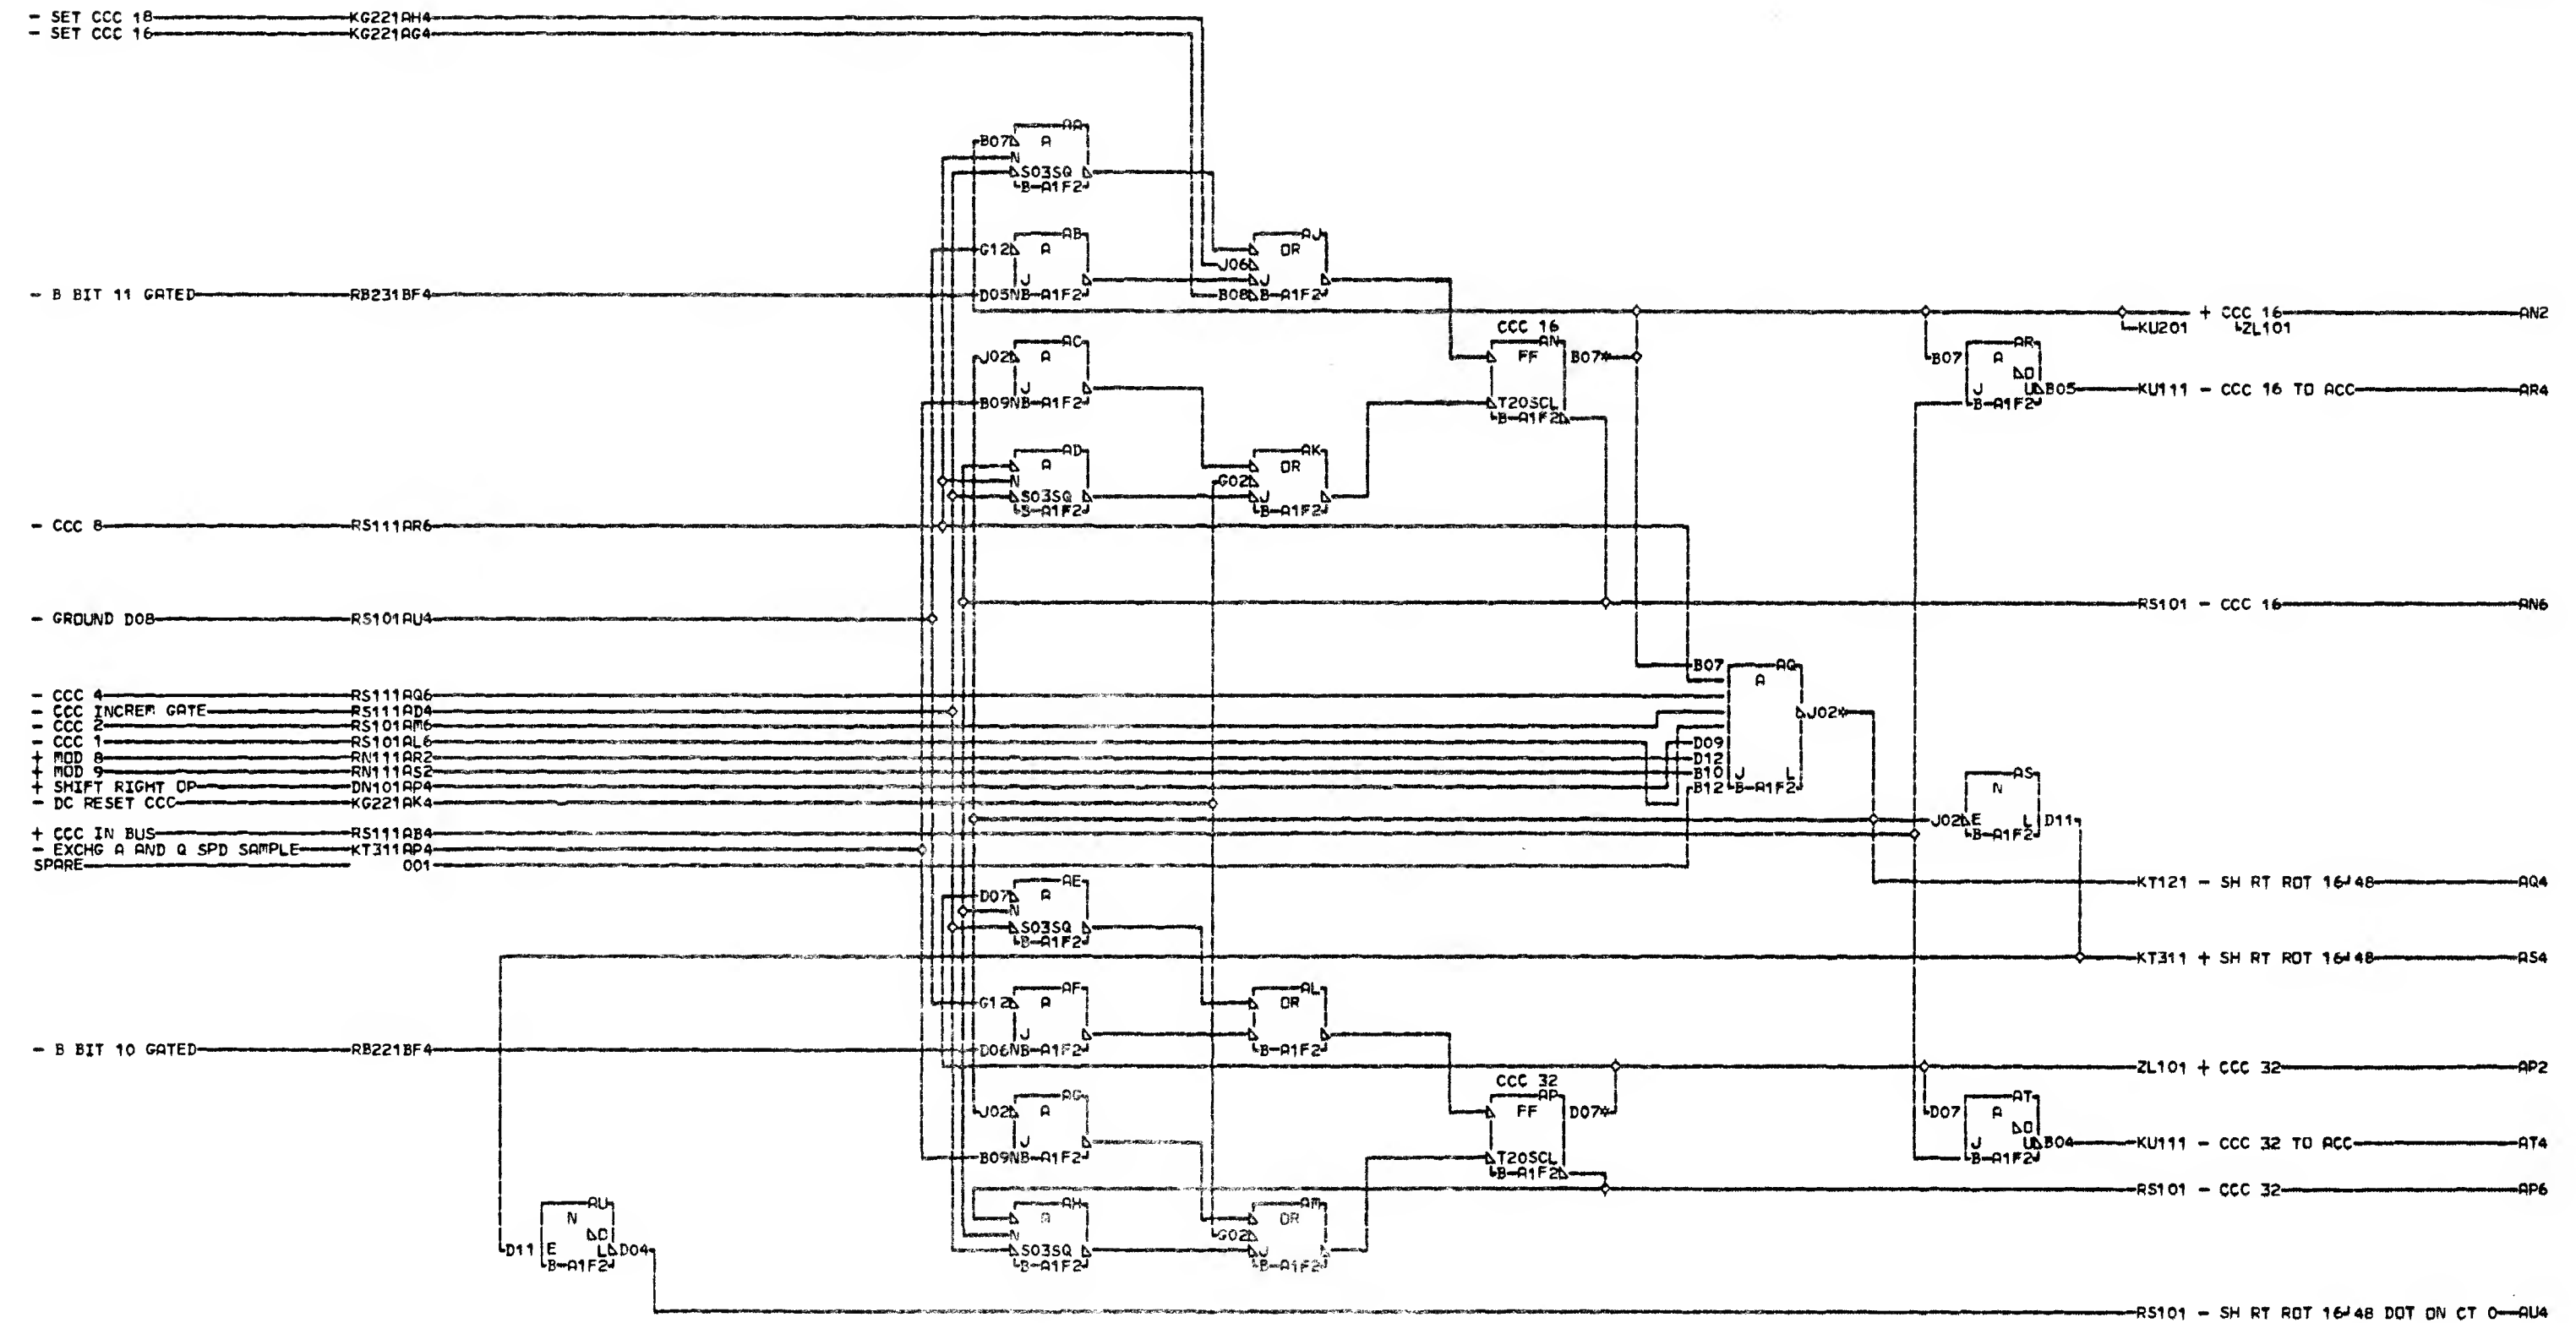 - SET CCC 18 KG221AH4
- SET CCC 16 KG221AG4
AA
B07 A
N
S03SQ
B-A1F2
AB
G12 A
J
- B BIT 11 GATED RB231BF4 D05NB-A1F2
AJ
OR
J06
J
B08 B-A1F2
AC
J02 A
J
B09NB-A1F2
CCC 16
AN
FF B07*
T20SCL
B-A1F2
+ CCC 16 AN2
KU201 ZL101
AR
B07 A
D
J U B05 KU111 - CCC 16 TO ACC AR4
B-A1F2
AD
A
N
S03SQ
B-A1F2
AK
OR
G02
J
B-A1F2
- CCC 8 RS111AR6
RS101 - CCC 16 AN6
- GROUND D08 RS101AU4
B07 AQ
A
J02*
D09
D12
B10 J L
B12 B-A1F2
- CCC 4 RS111AQ6
- CCC INCREM GATE RS111AD4
- CCC 2 RS101AM6
- CCC 1 RS101AL6
+ MOD 8 RN111AR2
+ MOD 9 RN111AS2
+ SHIFT RIGHT OP DN101AP4
- DC RESET CCC KG221AK4
+ CCC IN BUS RS111AB4
- EXCHG A AND Q SPD SAMPLE KT311AP4
SPARE 001
AS
N
J02 E L D11
B-A1F2
KT121 - SH RT ROT 16+48 AQ4
AE
D07 A
N
S03SQ
B-A1F2
KT311 + SH RT ROT 16+48 AS4
AF
G12 A
J
- B BIT 10 GATED RB221BF4 D06NB-A1F2
AL
OR
B-A1F2
ZL101 + CCC 32 AP2
AG
J02 A
J
B09NB-A1F2
CCC 32
AP
FF D07*
T20SCL
B-A1F2
AT
D07 A
D
J U B04 KU111 - CCC 32 TO ACC AT4
B-A1F2
RS101 - CCC 32 AP6
AU
N
D11 E L D04
B-A1F2
AH
A
N
S03SQ
B-A1F2
AM
OR
G02
J
B-A1F2
RS101 - SH RT ROT 16+48 DOT ON CT 0 AU4